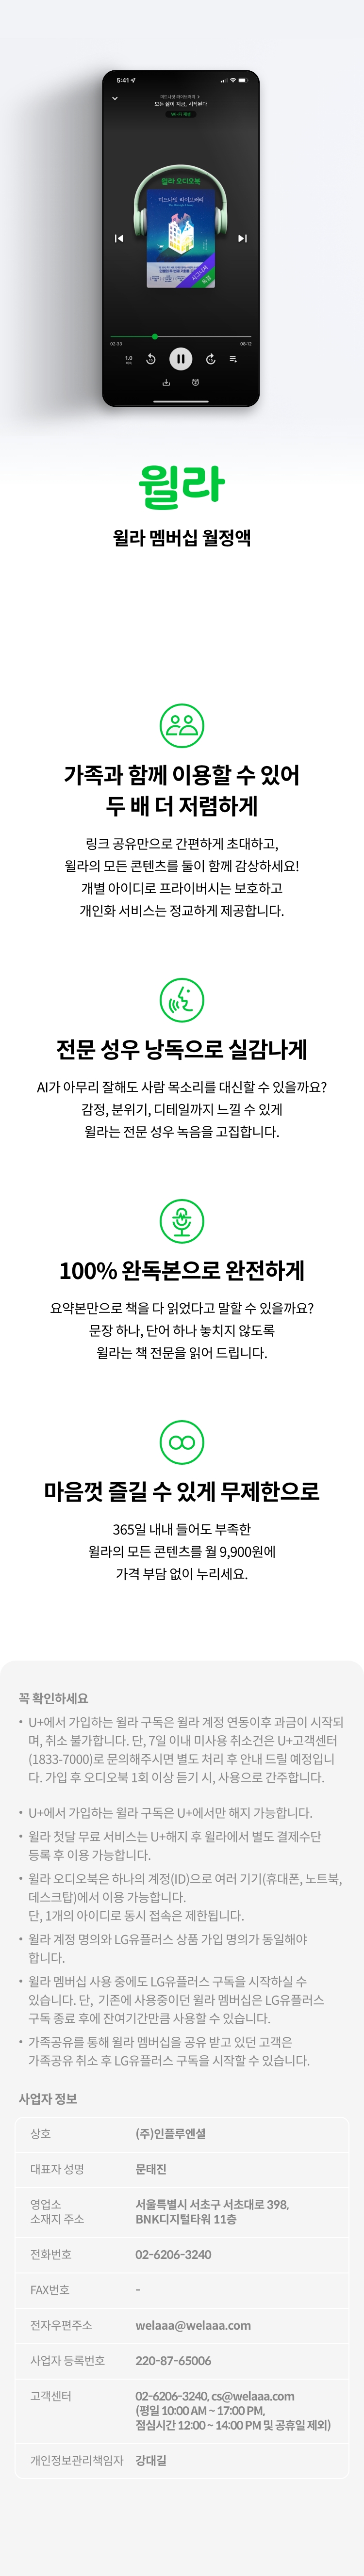 5:41
미드나잇 라이브러리 >
모든 삶이 지금, 시작된다
윌라 오디오북
미드나잇 라이브러리
02:33
08:12
1.0
윌라
윌라 멤버십 월정액
가족과 함께 이용할 수 있어
두 배 더 저렴하게
링크 공유만으로 간편하게 초대하고,
윌라의 모든 콘텐츠를 둘이 함께 감상하세요!
개별 아이디로 프라이버시는 보호하고
개인화 서비스는 정교하게 제공합니다.
전문 성우 낭독으로 실감나게
AI가 아무리 잘해도 사람 목소리를 대신할 수 있을까요?
감정, 분위기, 디테일까지 느낄 수 있게
윌라는 전문 성우 녹음을 고집합니다.
100% 완독본으로 완전하게
요약본만으로 책을 다 읽었다고 말할 수 있을까요?
문장 하나, 단어 하나 놓치지 않도록
윌라는 책 전문을 읽어 드립니다.
마음껏 즐길 수 있게 무제한으로
365일 내내 들어도 부족한
윌라의 모든 콘텐츠를 월 9,900원에
가격 부담 없이 누리세요.
꼭 확인하세요
• U+에서 가입하는 윌라 구독은 윌라 계정 연동이후 과금이 시작되
며, 취소 불가합니다. 단, 7일 이내 미사용 취소건은 U+고객센터
(1833-7000)로 문의해주시면 별도 처리 후 안내 드릴 예정입니
다. 가입 후 오디오북 1회 이상 듣기 시, 사용으로 간주합니다.
• U+에서 가입하는 윌라 구독은 U+에서만 해지 가능합니다.
• 윌라 첫달 무료 서비스는 U+해지 후 윌라에서 별도 결제수단
등록 후 이용 가능합니다.
• 윌라 오디오북은 하나의 계정(ID)으로 여러 기기(휴대폰, 노트북,
데스크탑)에서 이용 가능합니다.
단, 1개의 아이디로 동시 접속은 제한됩니다.
• 윌라 계정 명의와 LG유플러스 상품 가입 명의가 동일해야
합니다.
• 윌라 멤버십 사용 중에도 LG유플러스 구독을 시작하실 수
있습니다. 단, 기존에 사용중이던 윌라 멤버십은 LG유플러스
구독 종료 후에 잔여기간만큼 사용할 수 있습니다.
• 가족공유를 통해 윌라 멤버십을 공유 받고 있던 고객은
가족공유 취소 후 LG유플러스 구독을 시작할 수 있습니다.
사업자 정보
상호 (주)인플루엔셜
대표자 성명 문태진
영업소 소재지 주소 서울특별시 서초구 서초대로 398,
BNK디지털타워 11층
전화번호 02-6206-3240
FAX번호 -
전자우편주소 welaaa@welaaa.com
사업자 등록번호 220-87-65006
고객센터 02-6206-3240, cs@welaaa.com
(평일 10:00 AM ~ 17:00 PM,
점심시간 12:00 ~ 14:00 PM 및 공휴일 제외)
개인정보관리책임자 강대길